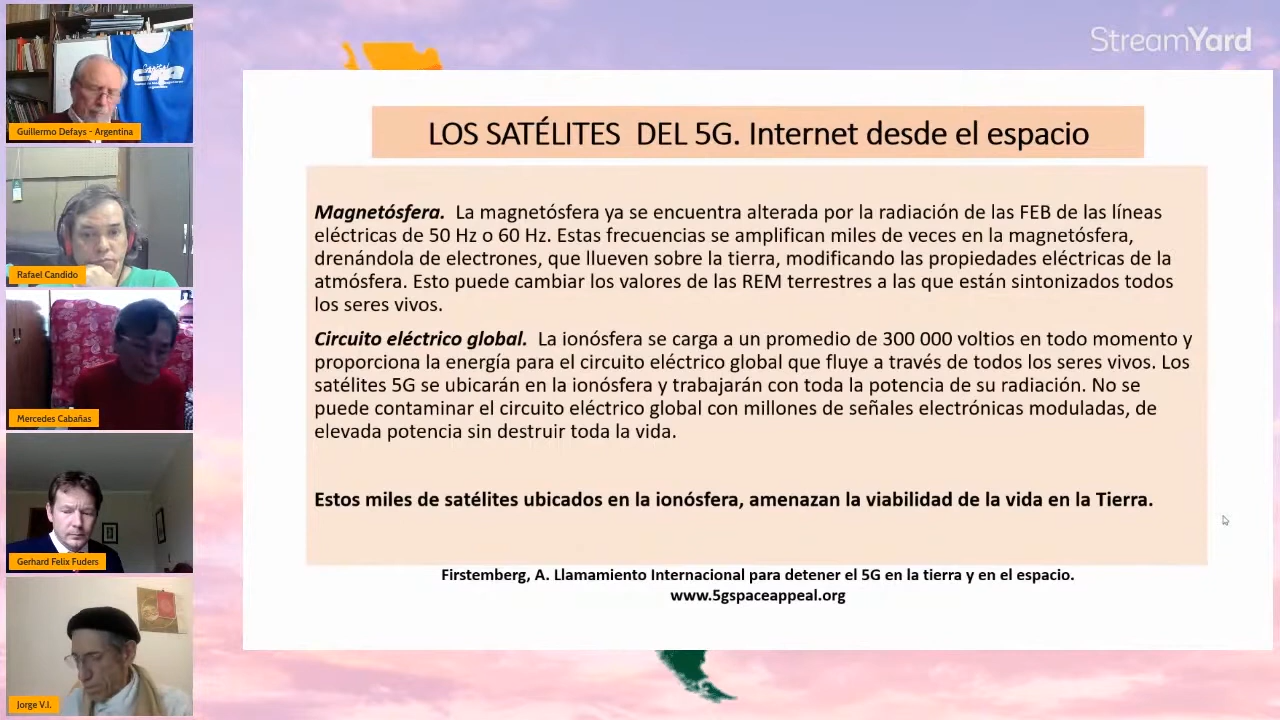 StreamYard
Guillermo Defays - Argentina
Rafael Candido
Mercedes Cabañas
Gerhard Felix Fuders
Jorge V.I.
LOS SATÉLITES DEL 5G. Internet desde el espacio
Magnetósfera. La magnetósfera ya se encuentra alterada por la radiación de las FEB de las líneas
eléctricas de 50 Hz o 60 Hz. Estas frecuencias se amplifican miles de veces en la magnetósfera,
drenándola de electrones, que llueven sobre la tierra, modificando las propiedades eléctricas de la
atmósfera. Esto puede cambiar los valores de las REM terrestres a las que están sintonizados todos
los seres vivos.
Circuito eléctrico global. La ionósfera se carga a un promedio de 300 000 voltios en todo momento y
proporciona la energía para el circuito eléctrico global que fluye a través de todos los seres vivos. Los
satélites 5G se ubicarán en la ionósfera y trabajarán con toda la potencia de su radiación. No se
puede contaminar el circuito eléctrico global con millones de señales electrónicas moduladas, de
elevada potencia sin destruir toda la vida.
Estos miles de satélites ubicados en la ionósfera, amenazan la viabilidad de la vida en la Tierra.
Firstemberg, A. Llamamiento Internacional para detener el 5G en la tierra y en el espacio.
www.5gspaceappeal.org